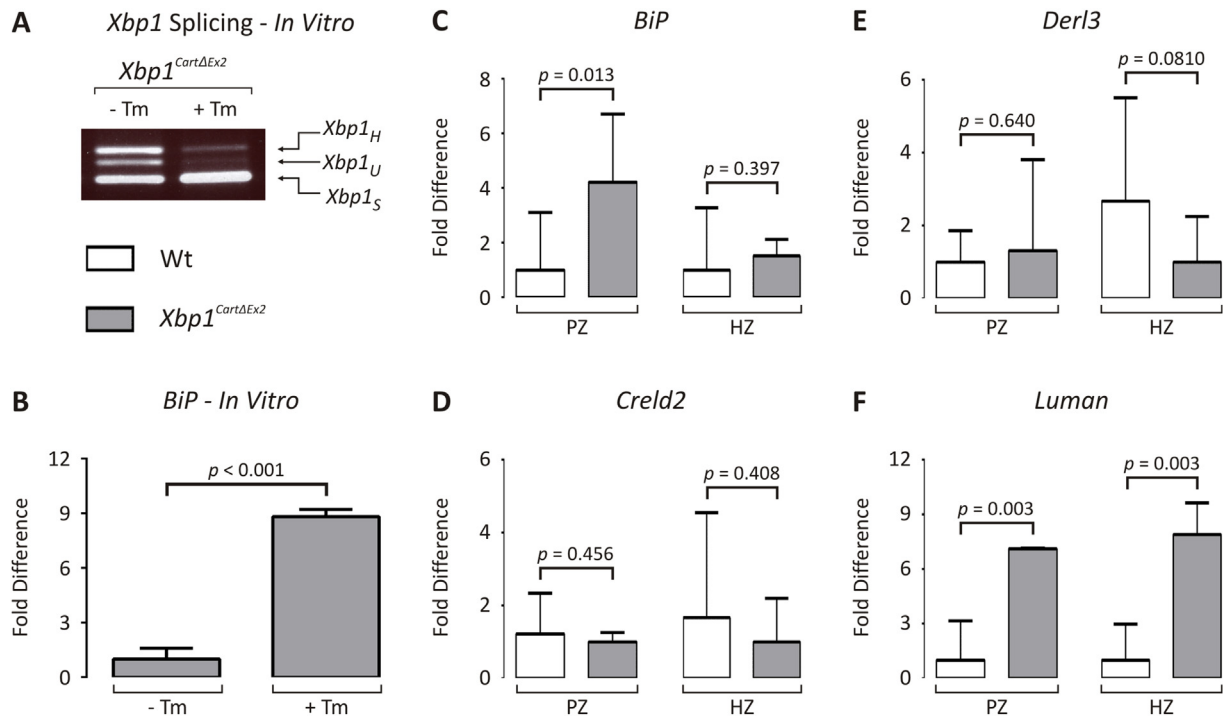 A
Xbp1 Splicing - In Vitro
Xbp1CartΔEx2
- Tm
+ Tm
Xbp1H
Xbp1U
Xbp1S
Wt
Xbp1CartΔEx2
B
BiP - In Vitro
Fold Difference
12
9
6
3
0
p < 0.001
- Tm
+ Tm
C
BiP
Fold Difference
8
6
4
2
0
p = 0.013
p = 0.397
PZ
HZ
D
Creld2
Fold Difference
6
4
2
0
p = 0.456
p = 0.408
PZ
HZ
E
Derl3
Fold Difference
6
4
2
0
p = 0.640
p = 0.0810
PZ
HZ
F
Luman
Fold Difference
12
9
6
3
0
p = 0.003
p = 0.003
PZ
HZ